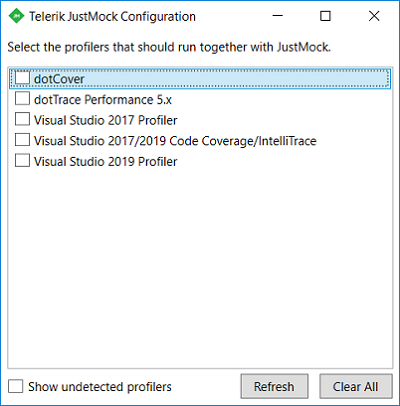 Telerik JustMock Configuration
Select the profilers that should run together with JustMock.
dotCover
dotTrace Performance 5.x
Visual Studio 2017 Profiler
Visual Studio 2017/2019 Code Coverage/IntelliTrace
Visual Studio 2019 Profiler
Show undetected profilers
Refresh
Clear All